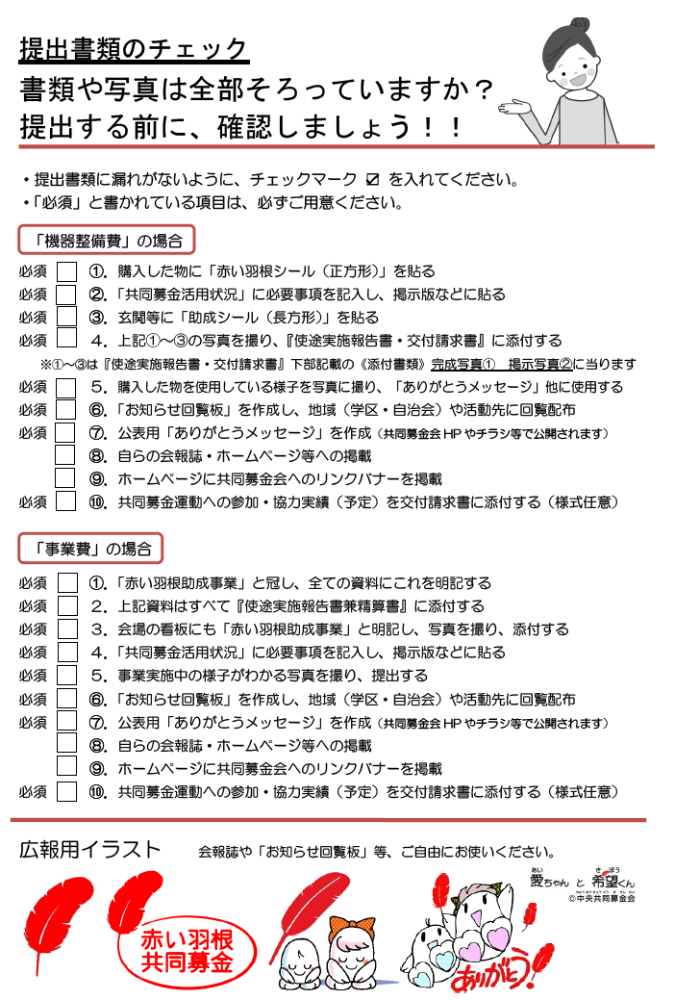 提出書類のチェック
書類や写真は全部そろっていますか？
提出する前に、確認しましょう！！
・提出書類に漏れがないように、チェックマーク ☑ を入れてください。
・「必須」と書かれている項目は、必ずご用意ください。
「機器整備費」の場合
必須 □ ①．購入した物に「赤い羽根シール（正方形）」を貼る
必須 □ ②．「共同募金活用状況」に必要事項を記入し、掲示版などに貼る
必須 □ ③．玄関等に「助成シール（長方形）」を貼る
必須 □ ４．上記①～③の写真を撮り、『使途実施報告書・交付請求書』に添付する
※①～③は『使途実施報告書・交付請求書』下部記載の《添付書類》完成写真①　掲示写真②に当ります
必須 □ ５．購入した物を使用している様子を写真に撮り、「ありがとうメッセージ」他に使用する
必須 □ ⑥．「お知らせ回覧板」を作成し、地域（学区・自治会）や活動先に回覧配布
必須 □ ⑦．公表用「ありがとうメッセージ」を作成（共同募金会 HP やチラシ等で公開されます）
□ ⑧．自らの会報誌・ホームページ等への掲載
□ ⑨．ホームページに共同募金会へのリンクバナーを掲載
必須 □ ⑩．共同募金運動への参加・協力実績（予定）を交付請求書に添付する（様式任意）
「事業費」の場合
必須 □ ①．「赤い羽根助成事業」と冠し、全ての資料にこれを明記する
必須 □ ２．上記資料はすべて『使途実施報告書兼精算書』に添付する
必須 □ ３．会場の看板にも「赤い羽根助成事業」と明記し、写真を撮り、添付する
必須 □ ４．「共同募金活用状況」に必要事項を記入し、掲示版などに貼る
必須 □ ５．事業実施中の様子がわかる写真を撮り、提出する
必須 □ ⑥．「お知らせ回覧板」を作成し、地域（学区・自治会）や活動先に回覧配布
必須 □ ⑦．公表用「ありがとうメッセージ」を作成（共同募金会 HP やチラシ等で公開されます）
□ ⑧．自らの会報誌・ホームページ等への掲載
□ ⑨．ホームページに共同募金会へのリンクバナーを掲載
必須 □ ⑩．共同募金運動への参加・協力実績（予定）を交付請求書に添付する（様式任意）
広報用イラスト　会報誌や「お知らせ回覧板」等、ご自由にお使いください。
あい　き ぼう
愛ちゃん と 希望くん
ちゅうおうきょうどう ぼ きん かい
©中央共同募金会
赤い羽根
共同募金
ありがとう！